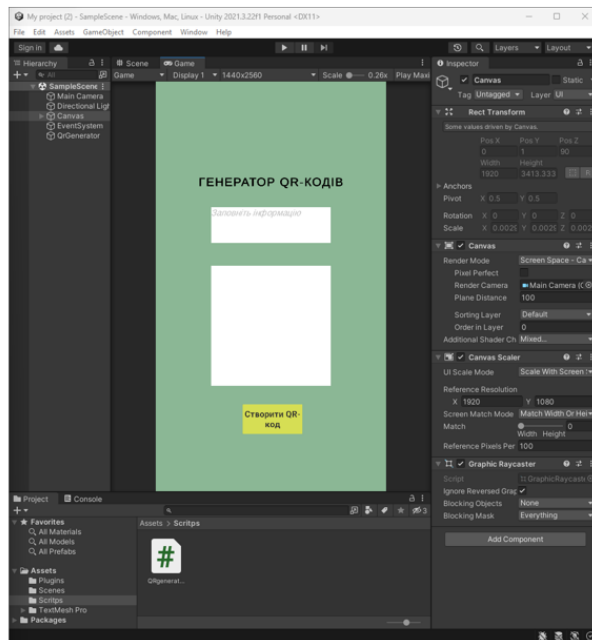 My project (2) - SampleScene - Windows, Mac, Linux - Unity 2021.3.22f1 Personal <DX11>
File Edit Assets GameObject Component Window Help
Sign in
Layers
Layout
Hierarchy
All
SampleScene
Main Camera
Directional Ligh
Canvas
EventSystem
QrGenerator
Scene
Game
Game
Display 1
1440x2560
Scale
0.26x
Play Maxi
ГЕНЕРАТОР QR-КОДІВ
Заповніть інформацію
Створити QR-
код
Inspector
Canvas
Static
Tag Untagged
Layer UI
Rect Transform
Some values driven by Canvas.
Pos X Pos Y Pos Z
0 1 90
Width Height
1920 3413.333
R
Anchors
Pivot X 0.5 Y 0.5
Rotation X 0 Y 0 Z 0
Scale X 0.0029 Y 0.0029 Z 0.002
Canvas
Render Mode Screen Space - Ca
Pixel Perfect
Render Camera Main Camera (C
Plane Distance 100
Sorting Layer Default
Order in Layer 0
Additional Shader Ch Mixed...
Canvas Scaler
UI Scale Mode Scale With Screen S
Reference Resolution
X 1920 Y 1080
Screen Match Mode Match Width Or Hei
Match 0
Width Height
Reference Pixels Per 100
Graphic Raycaster
Script GraphicRaycaste
Ignore Reversed Grap
Blocking Objects None
Blocking Mask Everything
Add Component
Project
Console
3
Favorites
All Materials
All Models
All Prefabs
Assets
Plugins
Scenes
Scritps
TextMesh Pro
Packages
Assets > Scritps
#
QRgenerat...